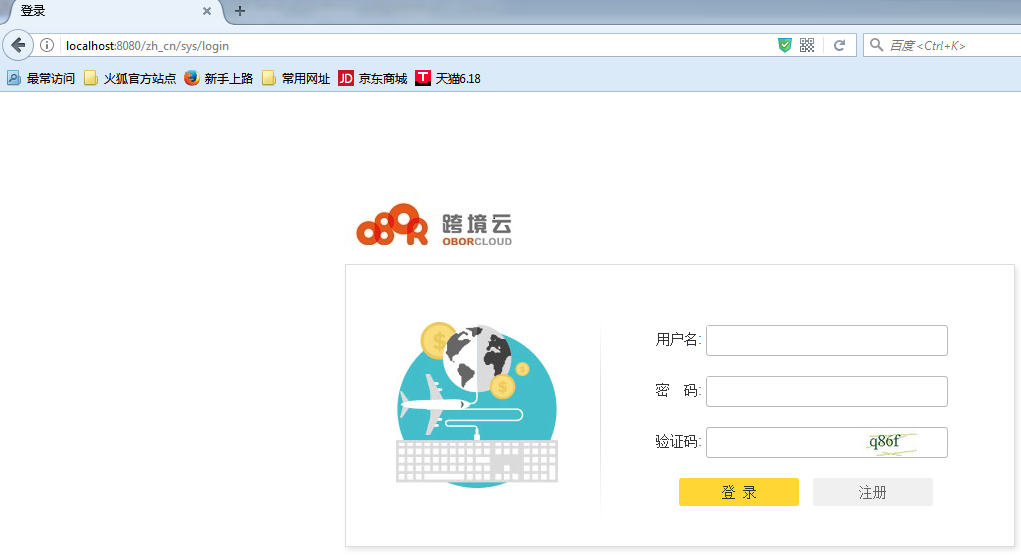 登录
localhost:8080/zh_cn/sys/login
百度 <Ctrl+K>
最常访问 火狐官方站点 新手上路 常用网址 JD 京东商城 T 天猫6.18
OBOR 跨境云
OBORCLOUD
用户名:
密 码:
验证码: q86f
登 录 注册